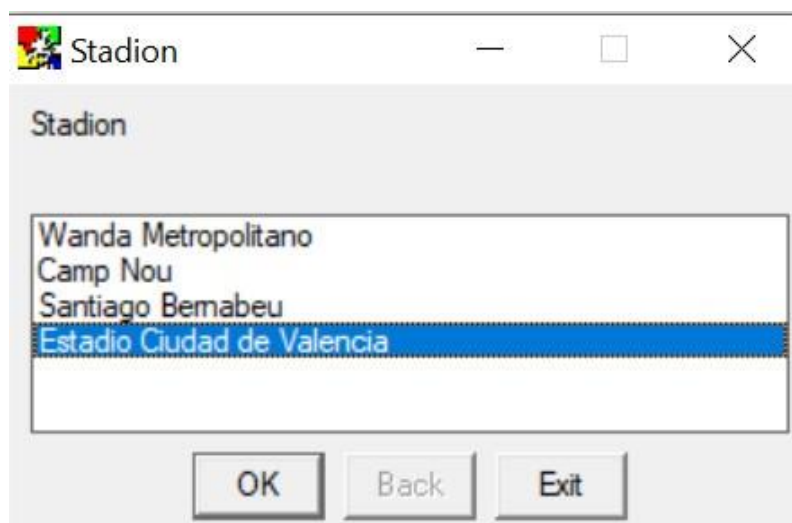 Stadion
Stadion
Wanda Metropolitano
Camp Nou
Santiago Bernabeu
Estadio Ciudad de Valencia
OK Back Exit